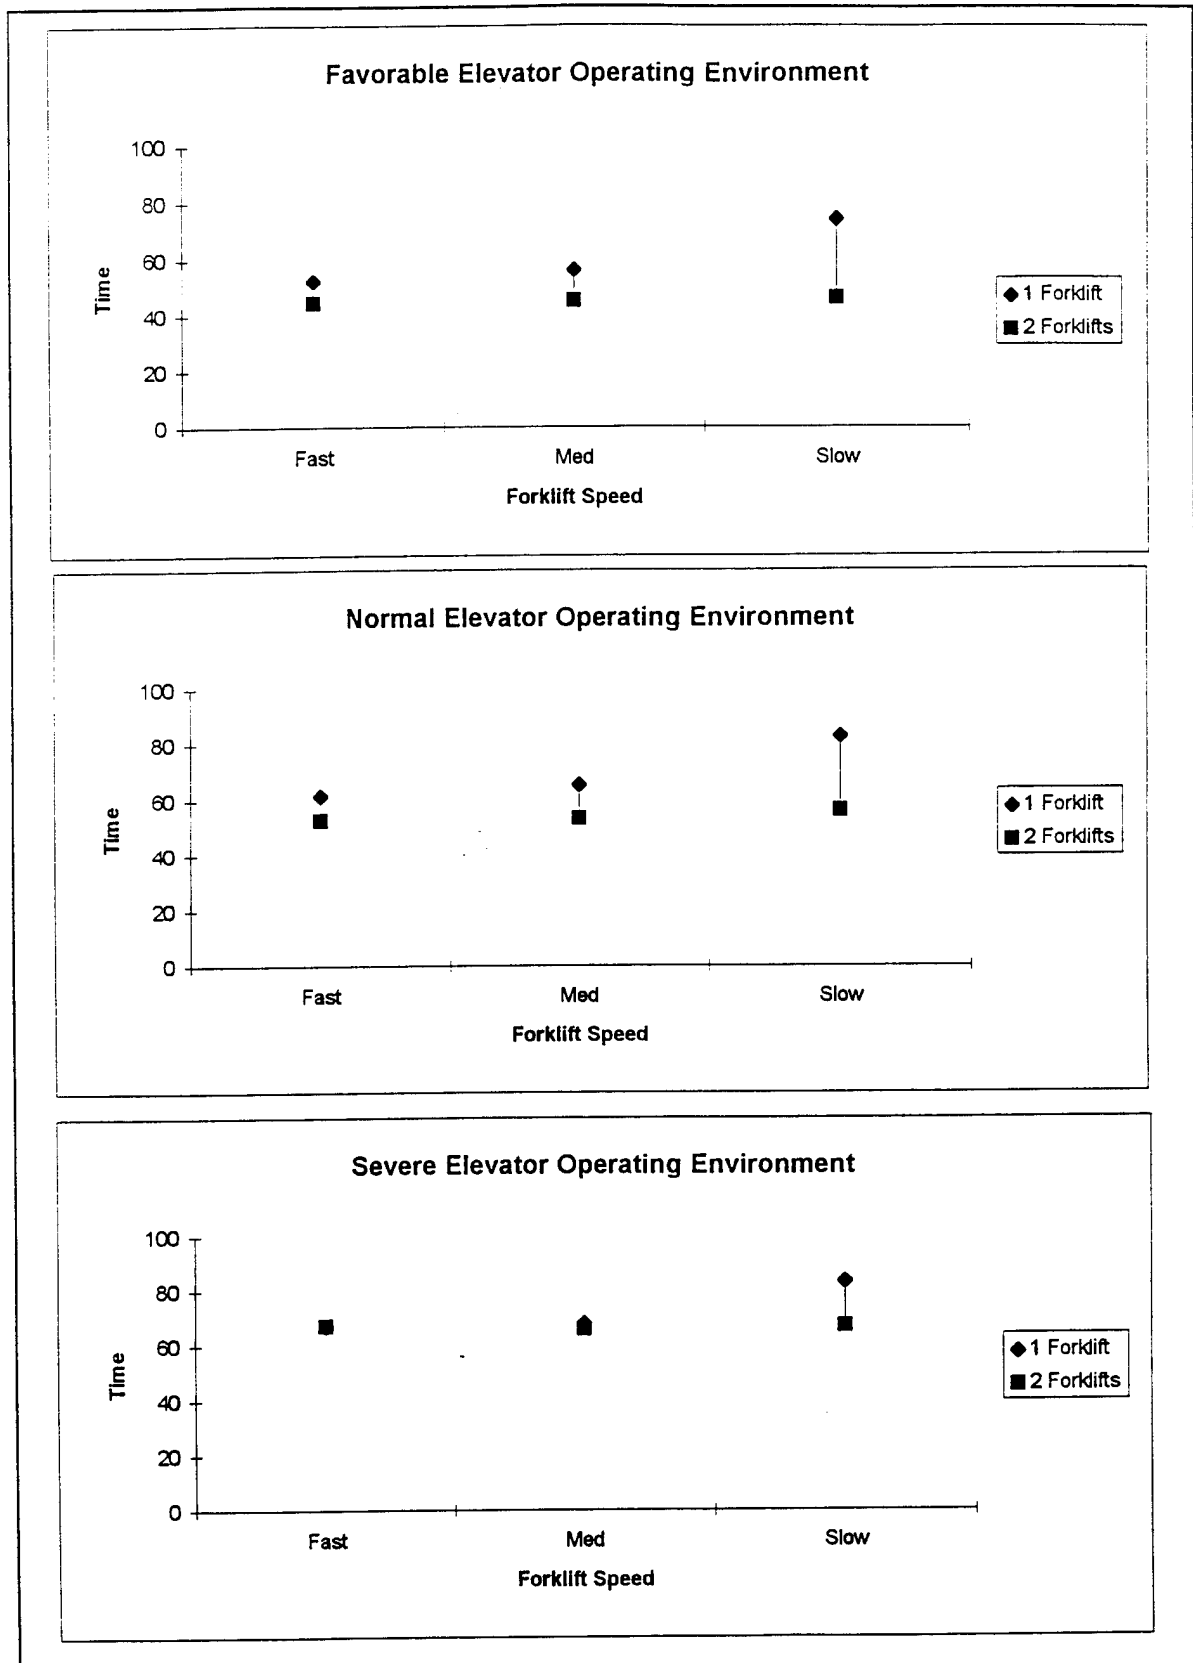 Favorable Elevator Operating Environment
100
80
60
40
20
0
Time
Fast Med Slow
Forklift Speed
1 Forklift
2 Forklifts
Normal Elevator Operating Environment
100
80
60
40
20
0
Time
Fast Med Slow
Forklift Speed
1 Forklift
2 Forklifts
Severe Elevator Operating Environment
100
80
60
40
20
0
Time
Fast Med Slow
Forklift Speed
1 Forklift
2 Forklifts